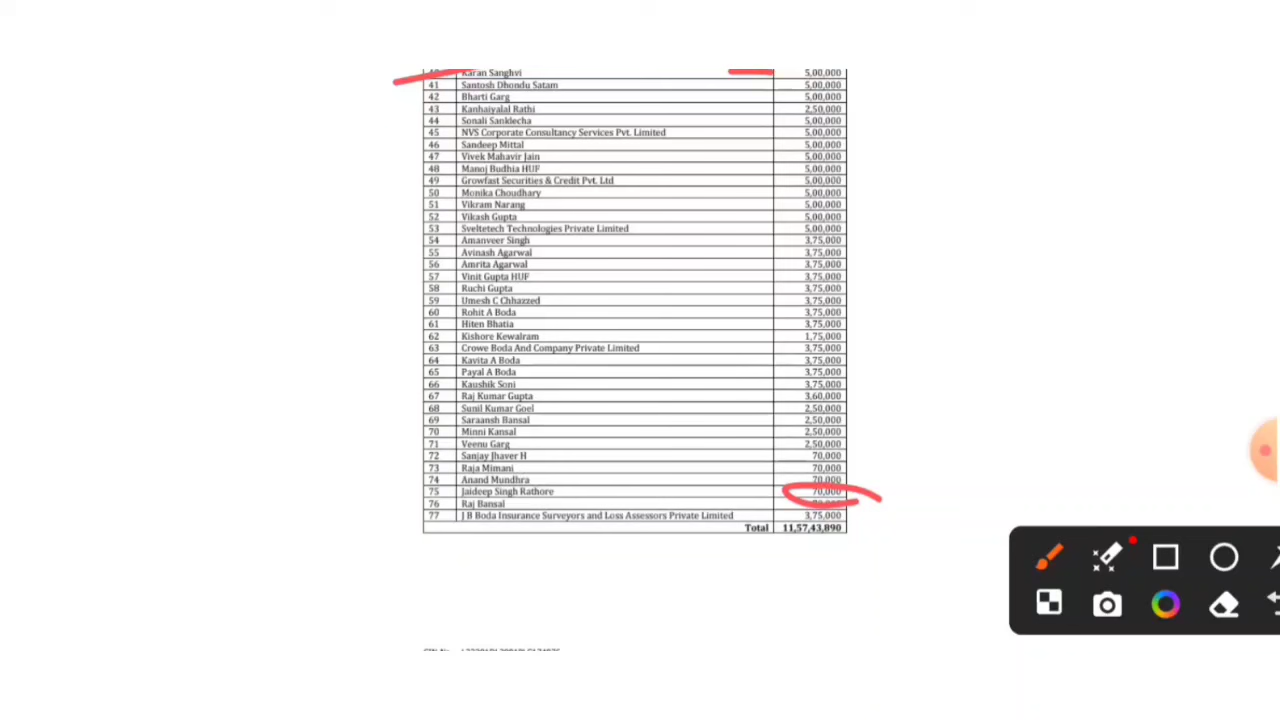 Karan Sanghvi 5,00,000
41 Santosh Dhondu Satam 5,00,000
42 Bharti Garg 5,00,000
43 Kanhaiyalal Rathi 2,50,000
44 Sonali Sanklecha 5,00,000
45 NVS Corporate Consultancy Services Pvt. Limited 5,00,000
46 Sandeep Mittal 5,00,000
47 Vivek Mahavir Jain 5,00,000
48 Manoj Budhia HUF 5,00,000
49 Growfast Securities & Credit Pvt. Ltd 5,00,000
50 Monika Choudhary 5,00,000
51 Vikram Narang 5,00,000
52 Vikash Gupta 5,00,000
53 Sveltetech Technologies Private Limited 5,00,000
54 Amanveer Singh 3,75,000
55 Avinash Agarwal 3,75,000
56 Amrita Agarwal 3,75,000
57 Vinit Gupta HUF 3,75,000
58 Ruchi Gupta 3,75,000
59 Umesh C Chhazzed 3,75,000
60 Rohit A Boda 3,75,000
61 Hiten Bhatia 3,75,000
62 Kishore Kewalram 1,75,000
63 Crowe Boda And Company Private Limited 3,75,000
64 Kavita A Boda 3,75,000
65 Payal A Boda 3,75,000
66 Kaushik Soni 3,75,000
67 Raj Kumar Gupta 3,60,000
68 Sunil Kumar Goel 2,50,000
69 Saraansh Bansal 2,50,000
70 Minni Kansal 2,50,000
71 Veenu Garg 2,50,000
72 Sanjay Jhaver H 70,000
73 Raja Mimani 70,000
74 Anand Mundhra 70,000
75 Jaideep Singh Rathore 70,000
76 Raj Bansal
77 J B Boda Insurance Surveyors and Loss Assessors Private Limited 3,75,000
Total 11,57,43,890